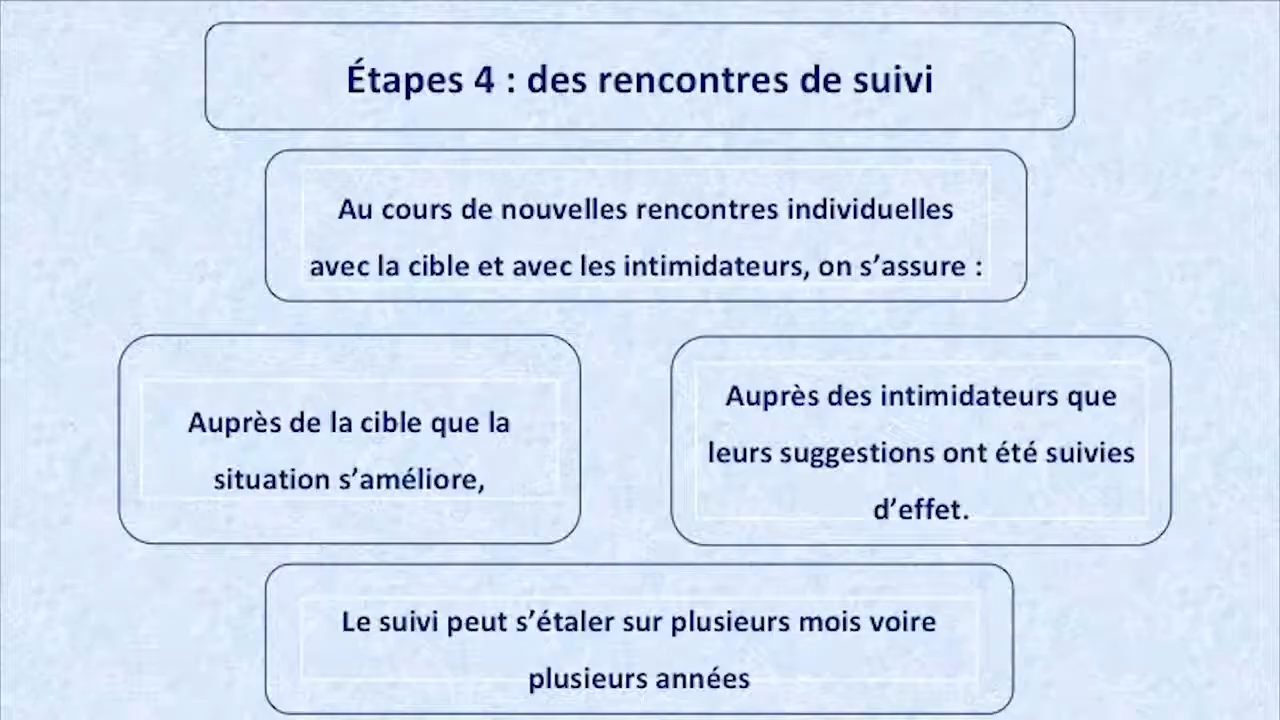 Étapes 4 : des rencontres de suivi
Au cours de nouvelles rencontres individuelles
avec la cible et avec les intimidateurs, on s’assure :
Auprès de la cible que la
situation s’améliore,
Auprès des intimidateurs que
leurs suggestions ont été suivies
d’effet.
Le suivi peut s’étaler sur plusieurs mois voire
plusieurs années